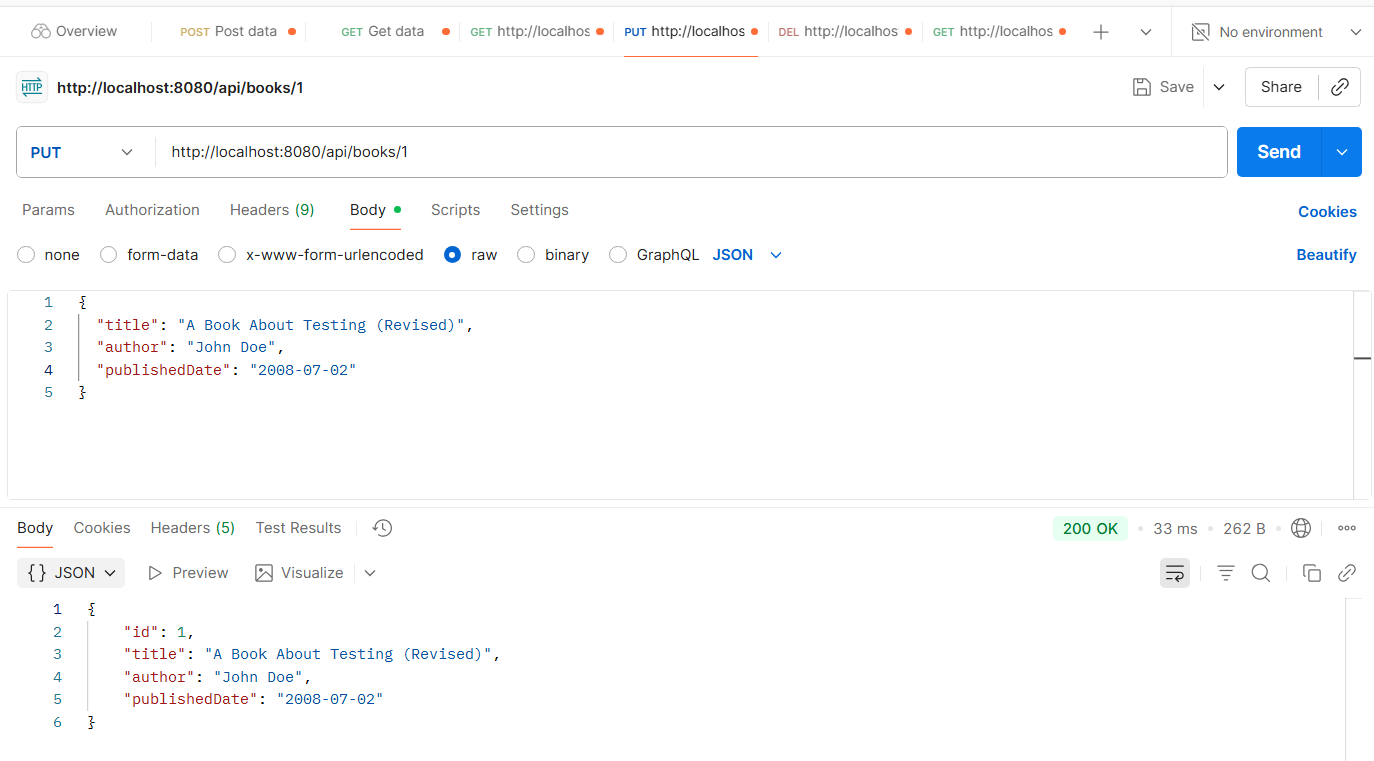 Overview POST Post data GET Get data GET http://localhos PUT http://localhos DEL http://localhos GET http://localhos No environment
HTTP http://localhost:8080/api/books/1 Save Share
PUT http://localhost:8080/api/books/1 Send
Params Authorization Headers (9) Body Scripts Settings Cookies
none form-data x-www-form-urlencoded raw binary GraphQL JSON Beautify
1 {
2 "title": "A Book About Testing (Revised)",
3 "author": "John Doe",
4 "publishedDate": "2008-07-02"
5 }
Body Cookies Headers (5) Test Results 200 OK 33 ms 262 B
{} JSON Preview Visualize
1 {
2 "id": 1,
3 "title": "A Book About Testing (Revised)",
4 "author": "John Doe",
5 "publishedDate": "2008-07-02"
6 }